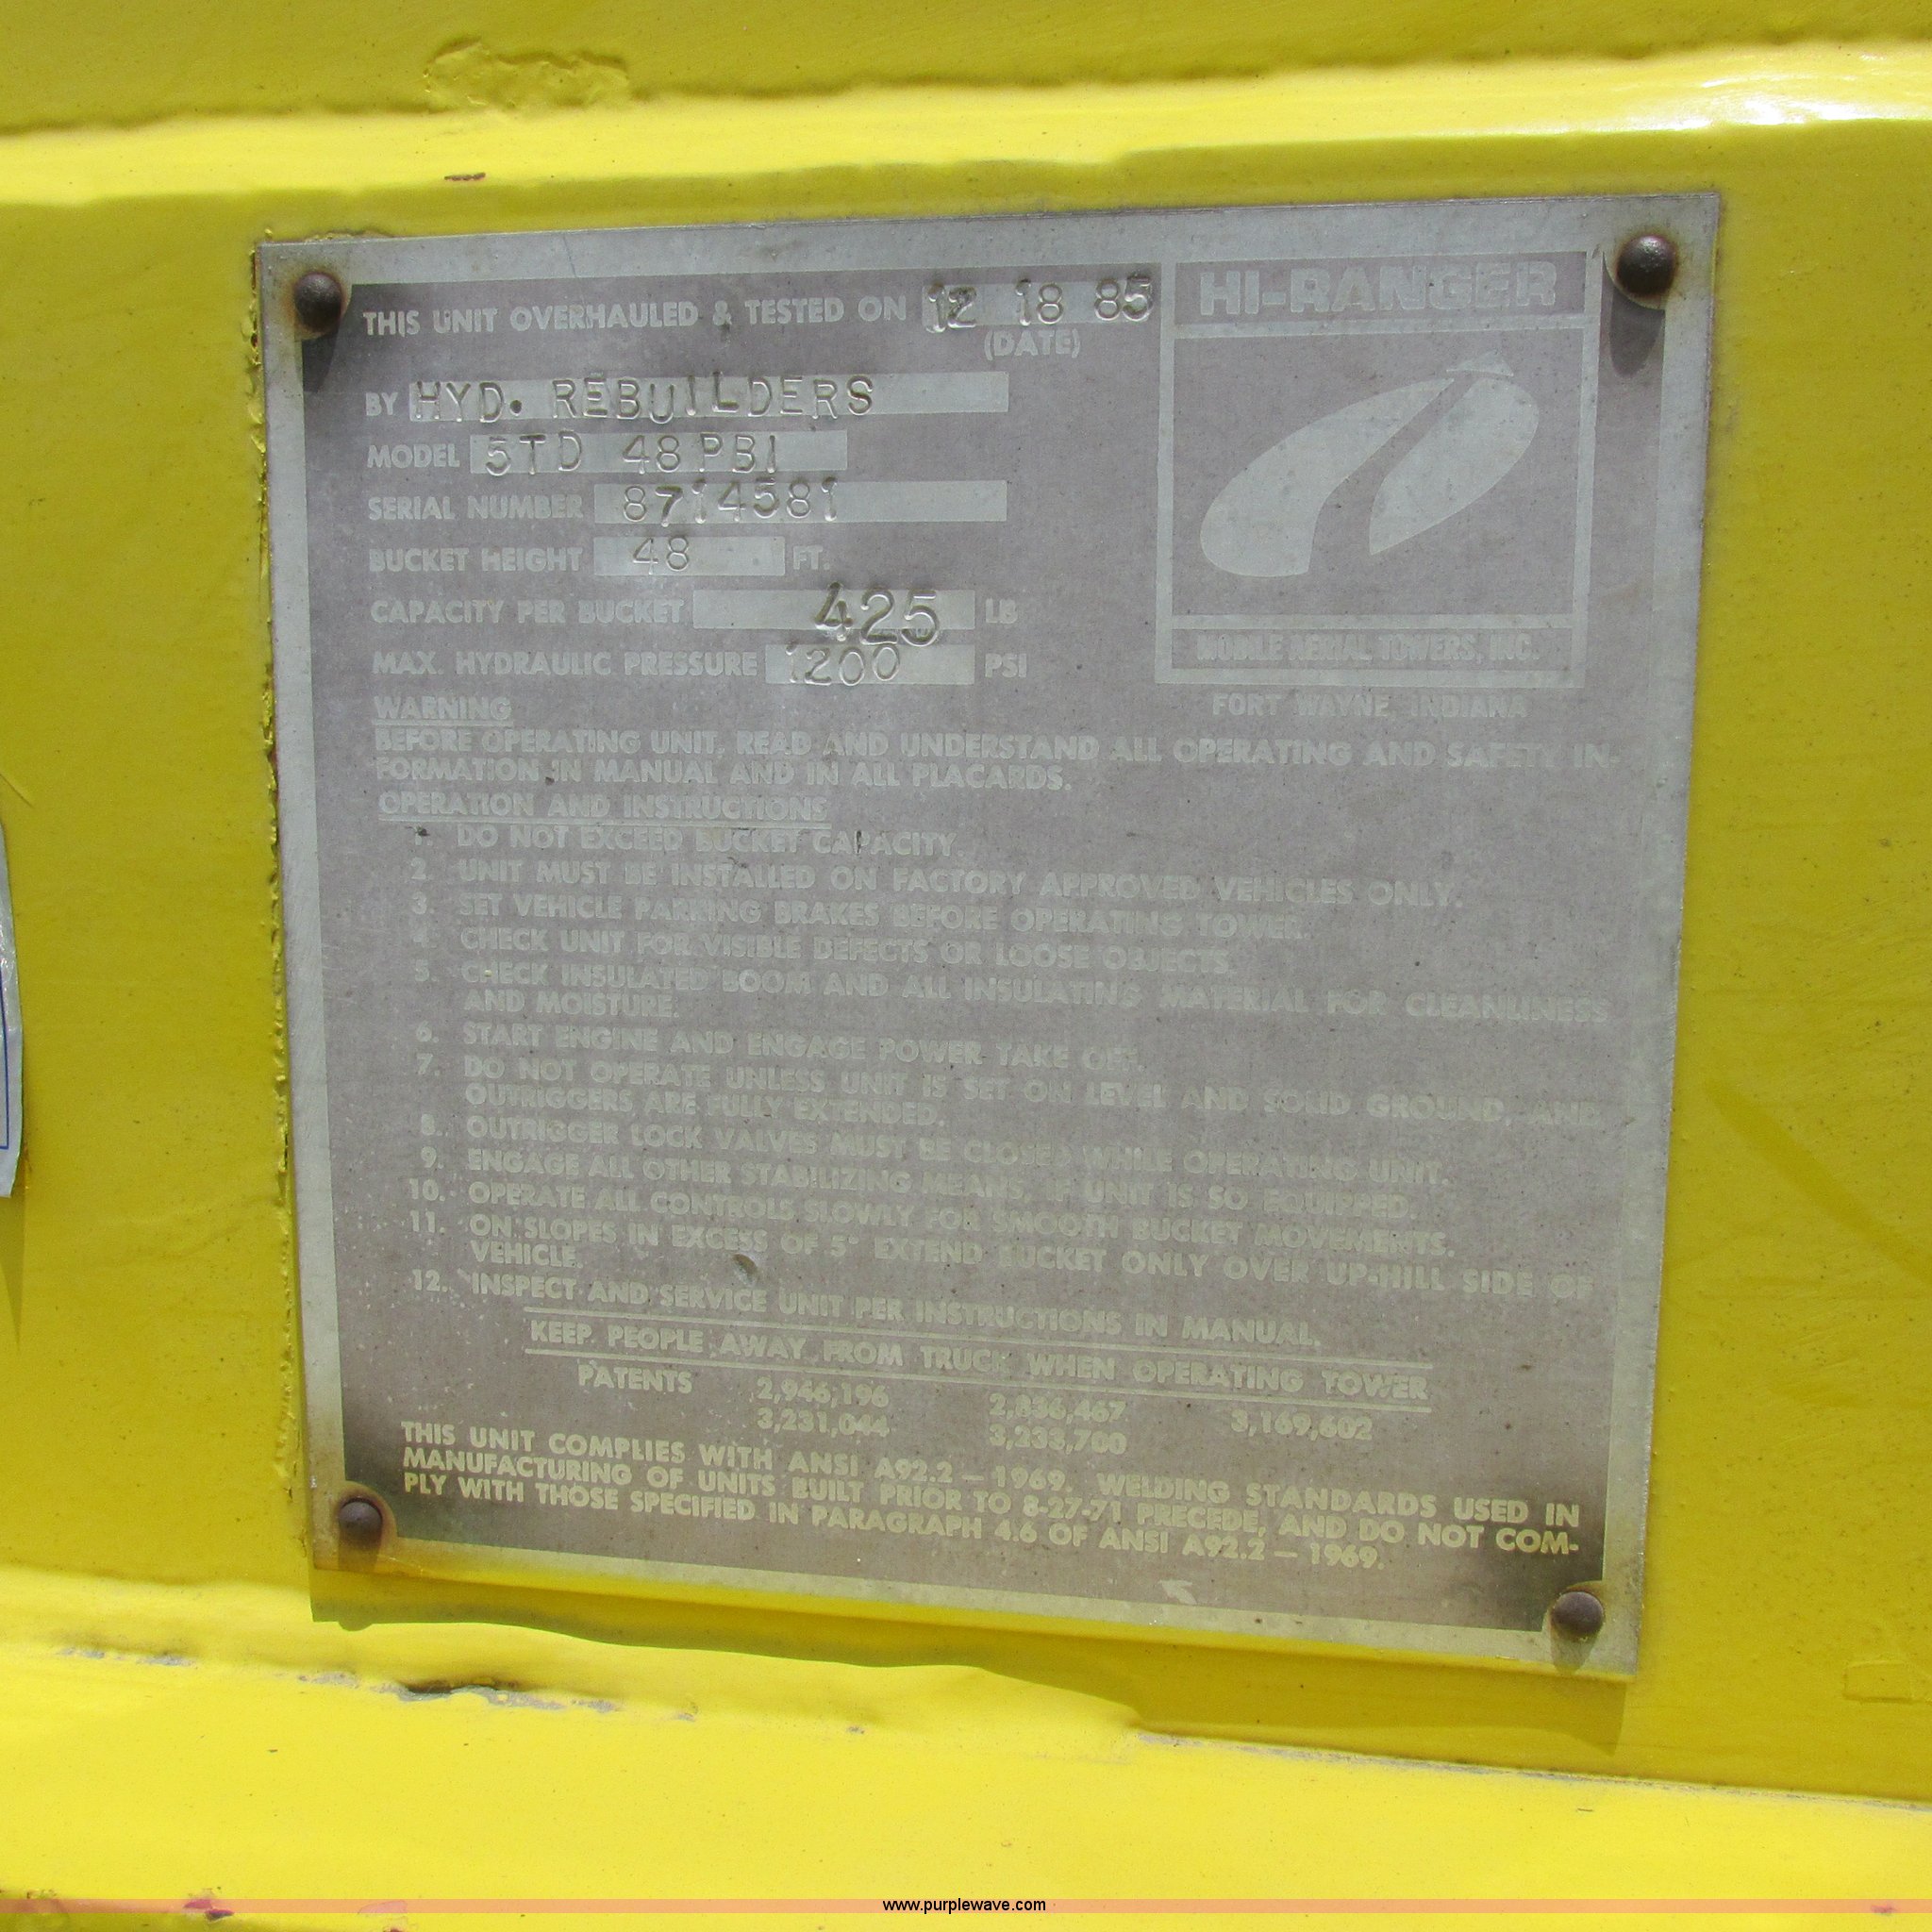 THIS UNIT OVERHAULED & TESTED ON 12 18 85
(DATE)
BY HYD. REBUILDERS
MODEL 5TD 48PBI
SERIAL NUMBER 8714581
BUCKET HEIGHT 48 FT.
CAPACITY PER BUCKET 425 LB
MAX. HYDRAULIC PRESSURE 1200 PSI
HI-RANGER
MOBILE AERIAL TOWERS, INC.
FORT WAYNE, INDIANA
WARNING
BEFORE OPERATING UNIT, READ AND UNDERSTAND ALL OPERATING AND SAFETY IN-
FORMATION IN MANUAL AND IN ALL PLACARDS.
OPERATION AND INSTRUCTIONS
1. DO NOT EXCEED BUCKET CAPACITY.
2. UNIT MUST BE INSTALLED ON FACTORY APPROVED VEHICLES ONLY.
3. SET VEHICLE PARKING BRAKES BEFORE OPERATING TOWER.
4. CHECK UNIT FOR VISIBLE DEFECTS OR LOOSE OBJECTS.
5. CHECK INSULATED BOOM AND ALL INSULATING MATERIAL FOR CLEANLINESS
AND MOISTURE.
6. START ENGINE AND ENGAGE POWER TAKE OFF.
7. DO NOT OPERATE UNLESS UNIT IS SET ON LEVEL AND SOLID GROUND, AND
OUTRIGGERS ARE FULLY EXTENDED.
8. OUTRIGGER LOCK VALVES MUST BE CLOSED WHILE OPERATING UNIT.
9. ENGAGE ALL OTHER STABILIZING MEANS, IF UNIT IS SO EQUIPPED.
10. OPERATE ALL CONTROLS SLOWLY FOR SMOOTH BUCKET MOVEMENTS.
11. ON SLOPES IN EXCESS OF 5° EXTEND BUCKET ONLY OVER UP-HILL SIDE OF
VEHICLE.
12. INSPECT AND SERVICE UNIT PER INSTRUCTIONS IN MANUAL.
KEEP PEOPLE AWAY FROM TRUCK WHEN OPERATING TOWER
PATENTS 2,946,196 2,836,467 3,169,602
3,231,044 3,233,700
THIS UNIT COMPLIES WITH ANSI A92.2 — 1969. WELDING STANDARDS USED IN
MANUFACTURING OF UNITS BUILT PRIOR TO 8-27-71 PRECEDE, AND DO NOT COM-
PLY WITH THOSE SPECIFIED IN PARAGRAPH 4.6 OF ANSI A92.2 — 1969.
www.purplewave.com